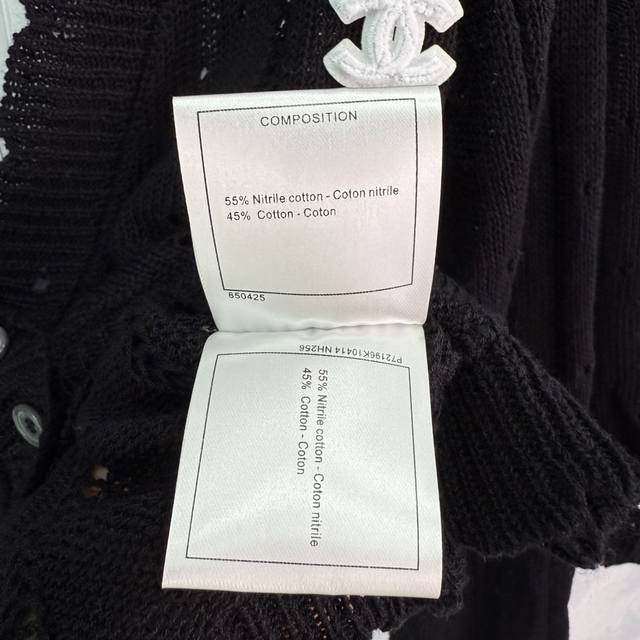 COMPOSITION
55% Nitrile cotton - Coton nitrile
45% Cotton - Coton
850425
P72196K10414 NH256
55% Nitrile cotton - Coton nitrile
45% Cotton - Coton